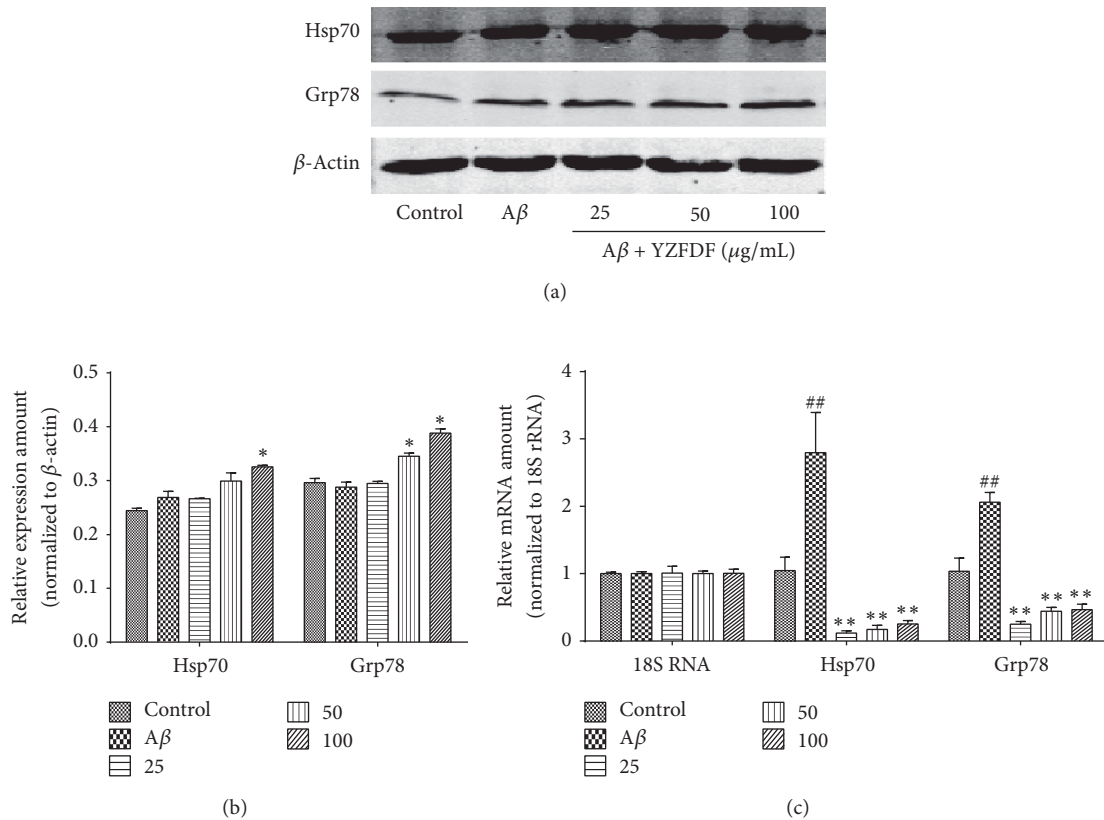 Hsp70
Grp78
β-Actin
Control Aβ 25 50 100
Aβ + YZFDF (μg/mL)
(a)
Relative expression amount
(normalized to β-actin)
0.5
0.4
0.3
0.2
0.1
0.0
*
*
*
Hsp70 Grp78
Control
Aβ
25
50
100
(b)
Relative mRNA amount
(normalized to 18S rRNA)
4
3
2
1
0
##
** ** **
##
** ** **
18S RNA Hsp70 Grp78
Control
Aβ
25
50
100
(c)